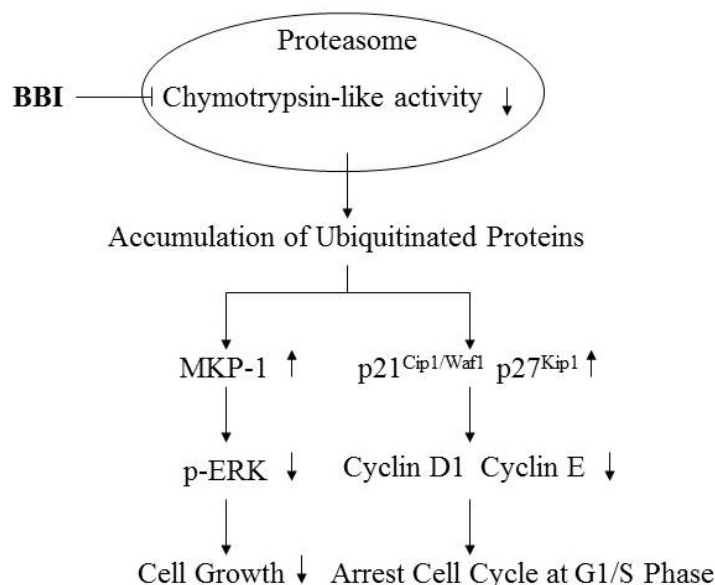 Proteasome
BBI Chymotrypsin-like activity ↓
Accumulation of Ubiquitinated Proteins
MKP-1 ↑ p21Cip1/Waf1 p27Kip1 ↑
p-ERK ↓ Cyclin D1 Cyclin E ↓
Cell Growth ↓ Arrest Cell Cycle at G1/S Phase